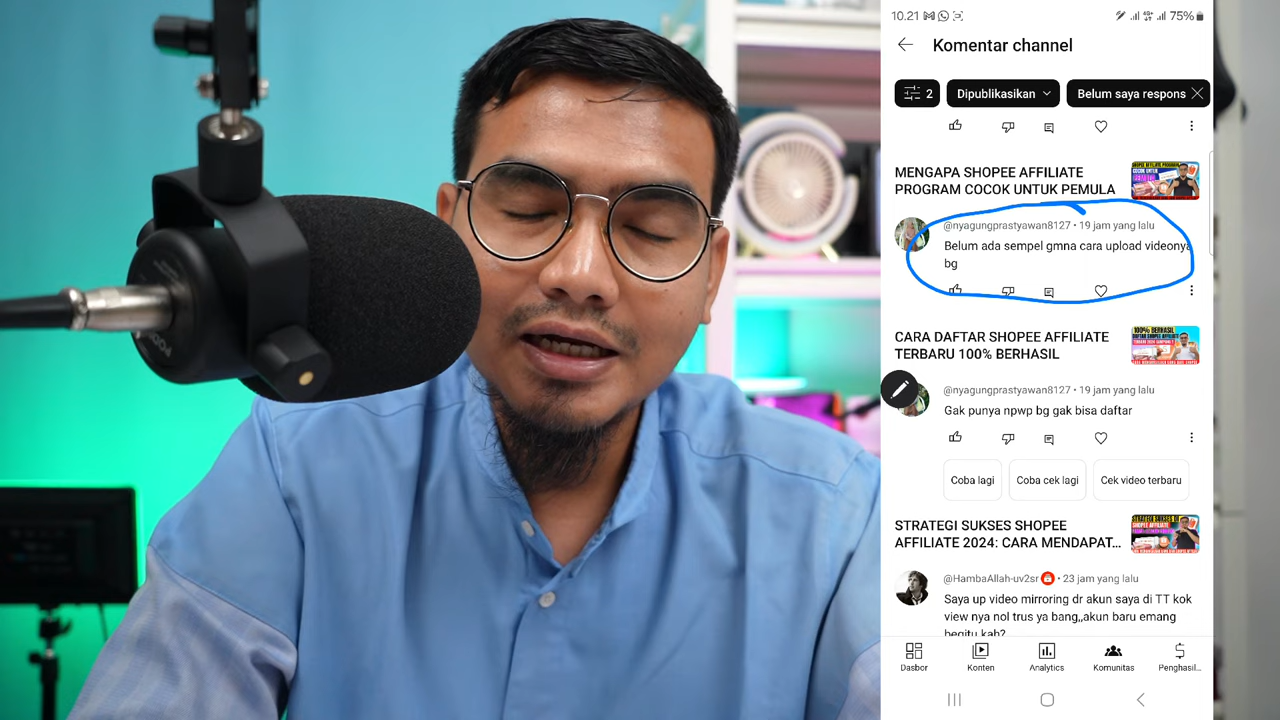 10.21
75%
Komentar channel
2
Dipublikasikan
Belum saya respons
MENGAPA SHOPEE AFFILIATE
PROGRAM COCOK UNTUK PEMULA
@nyagungprastyawan8127 • 19 jam yang lalu
Belum ada sempel gmna cara upload videonya
bg
CARA DAFTAR SHOPEE AFFILIATE
TERBARU 100% BERHASIL
@nyagungprastyawan8127 • 19 jam yang lalu
Gak punya npwp bg gak bisa daftar
Coba lagi
Coba cek lagi
Cek video terbaru
STRATEGI SUKSES SHOPEE
AFFILIATE 2024: CARA MENDAPAT...
@HambaAllah-uv2sr • 23 jam yang lalu
Saya up video mirroring dr akun saya di TT kok
view nya nol trus ya bang,,akun baru emang
begitu kah?
Dasbor
Konten
Analytics
Komunitas
Penghasil...